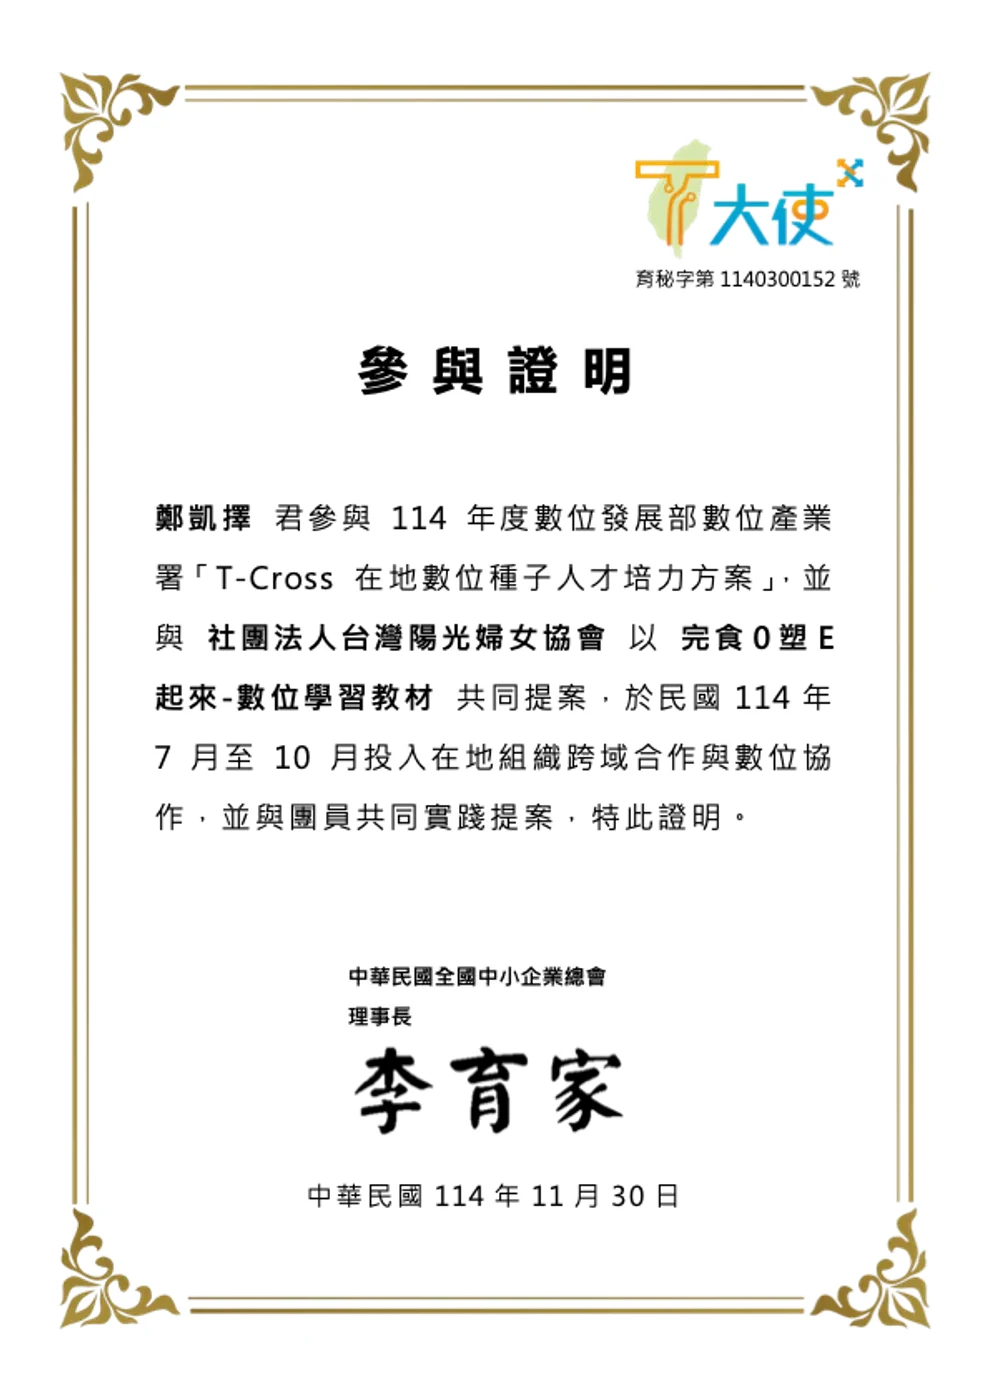 T大使
育秘字第 1140300152 號
參與證明
鄭凱擇 君參與 114 年度數位發展部數位產業
署「T-Cross 在地數位種子人才培力方案」，並
與 社團法人台灣陽光婦女協會 以 完食0塑E
起來-數位學習教材 共同提案，於民國 114 年
7 月至 10 月投入在地組織跨域合作與數位協
作，並與團員共同實踐提案，特此證明。
中華民國全國中小企業總會
理事長
李育家
中華民國 114 年 11 月 30 日